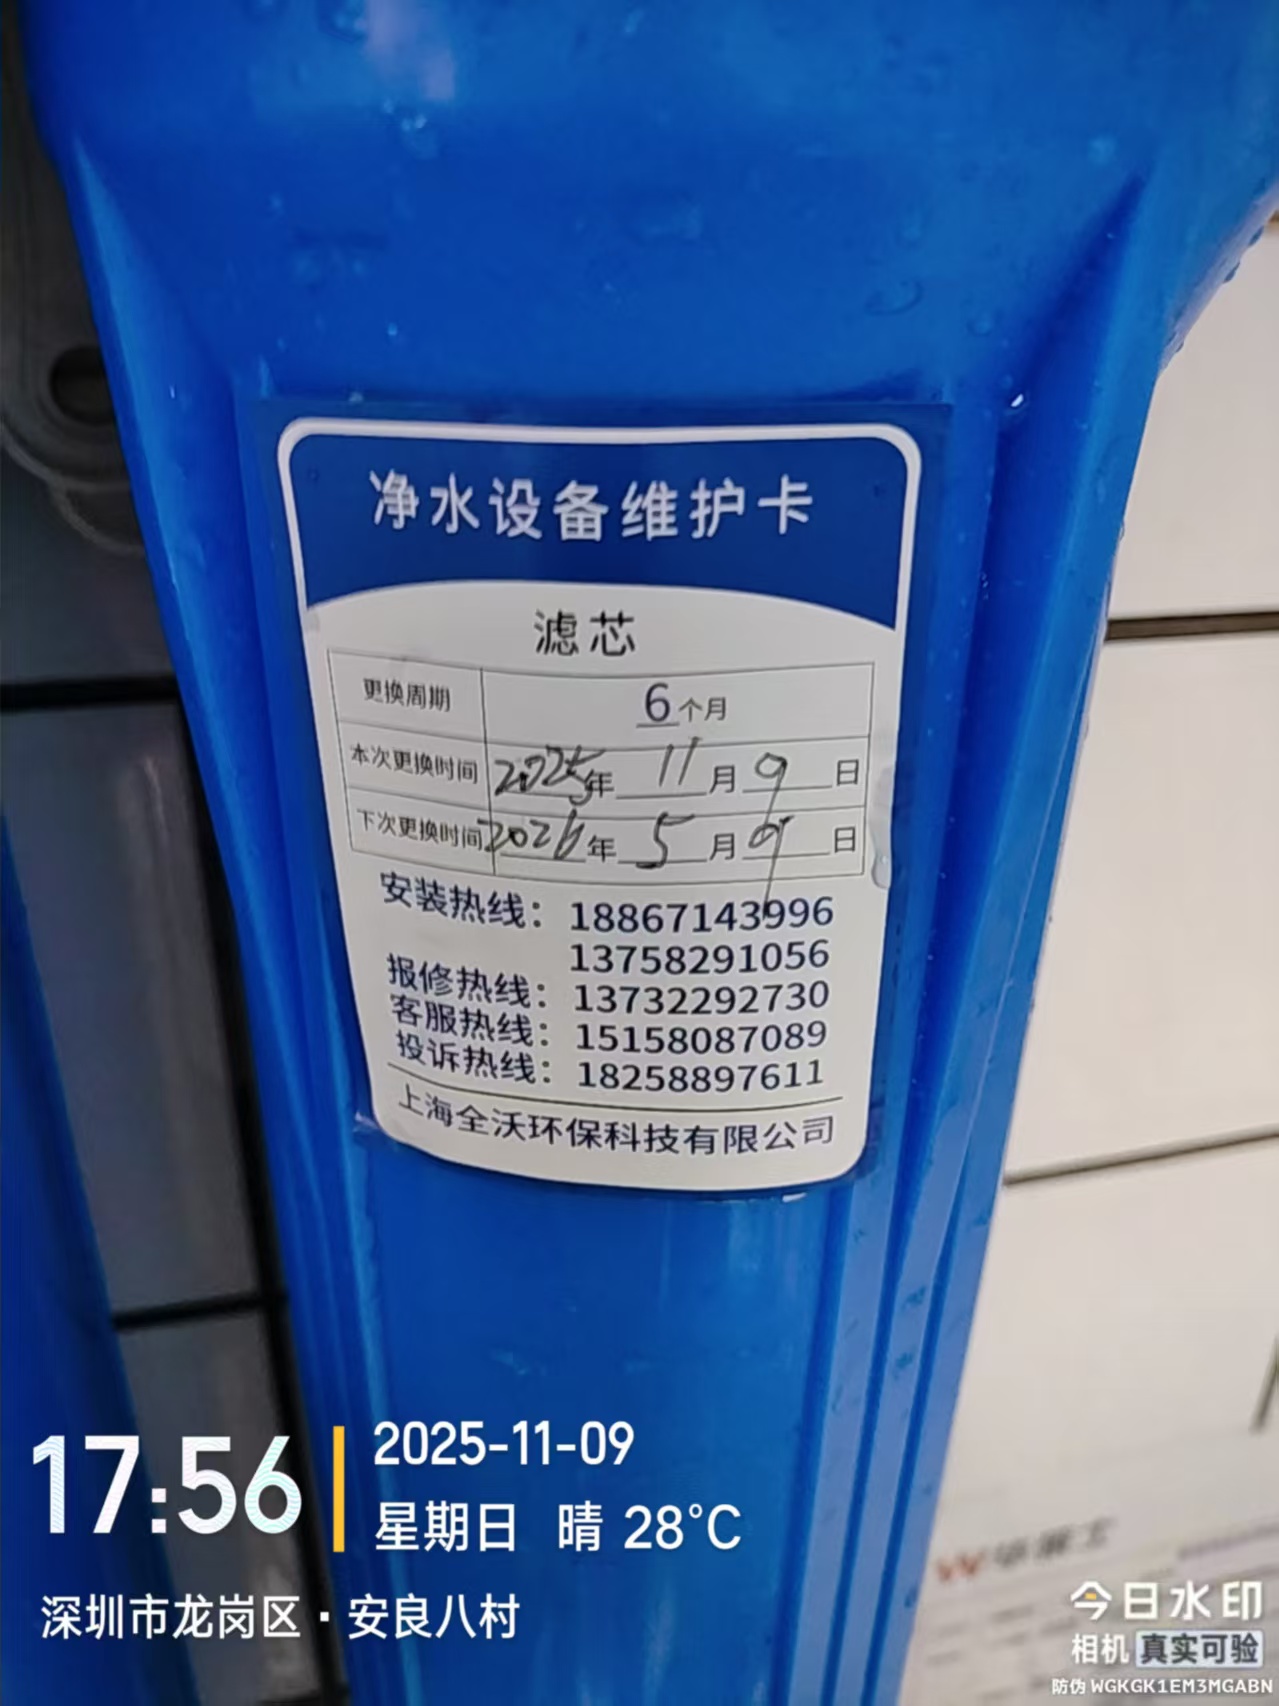 净水设备维护卡
滤芯
更换周期 6个月
本次更换时间 2025年 11月 9日
下次更换时间 2026年 5月 9日
安装热线：18867143996
13758291056
报修热线：13732292730
客服热线：15158087089
投诉热线：18258897611
上海全沃环保科技有限公司
17:56
2025-11-09
星期日 晴 28°C
深圳市龙岗区·安良八村
今日水印
相机 真实可验
防伪 WGKGK1EM3MGABN